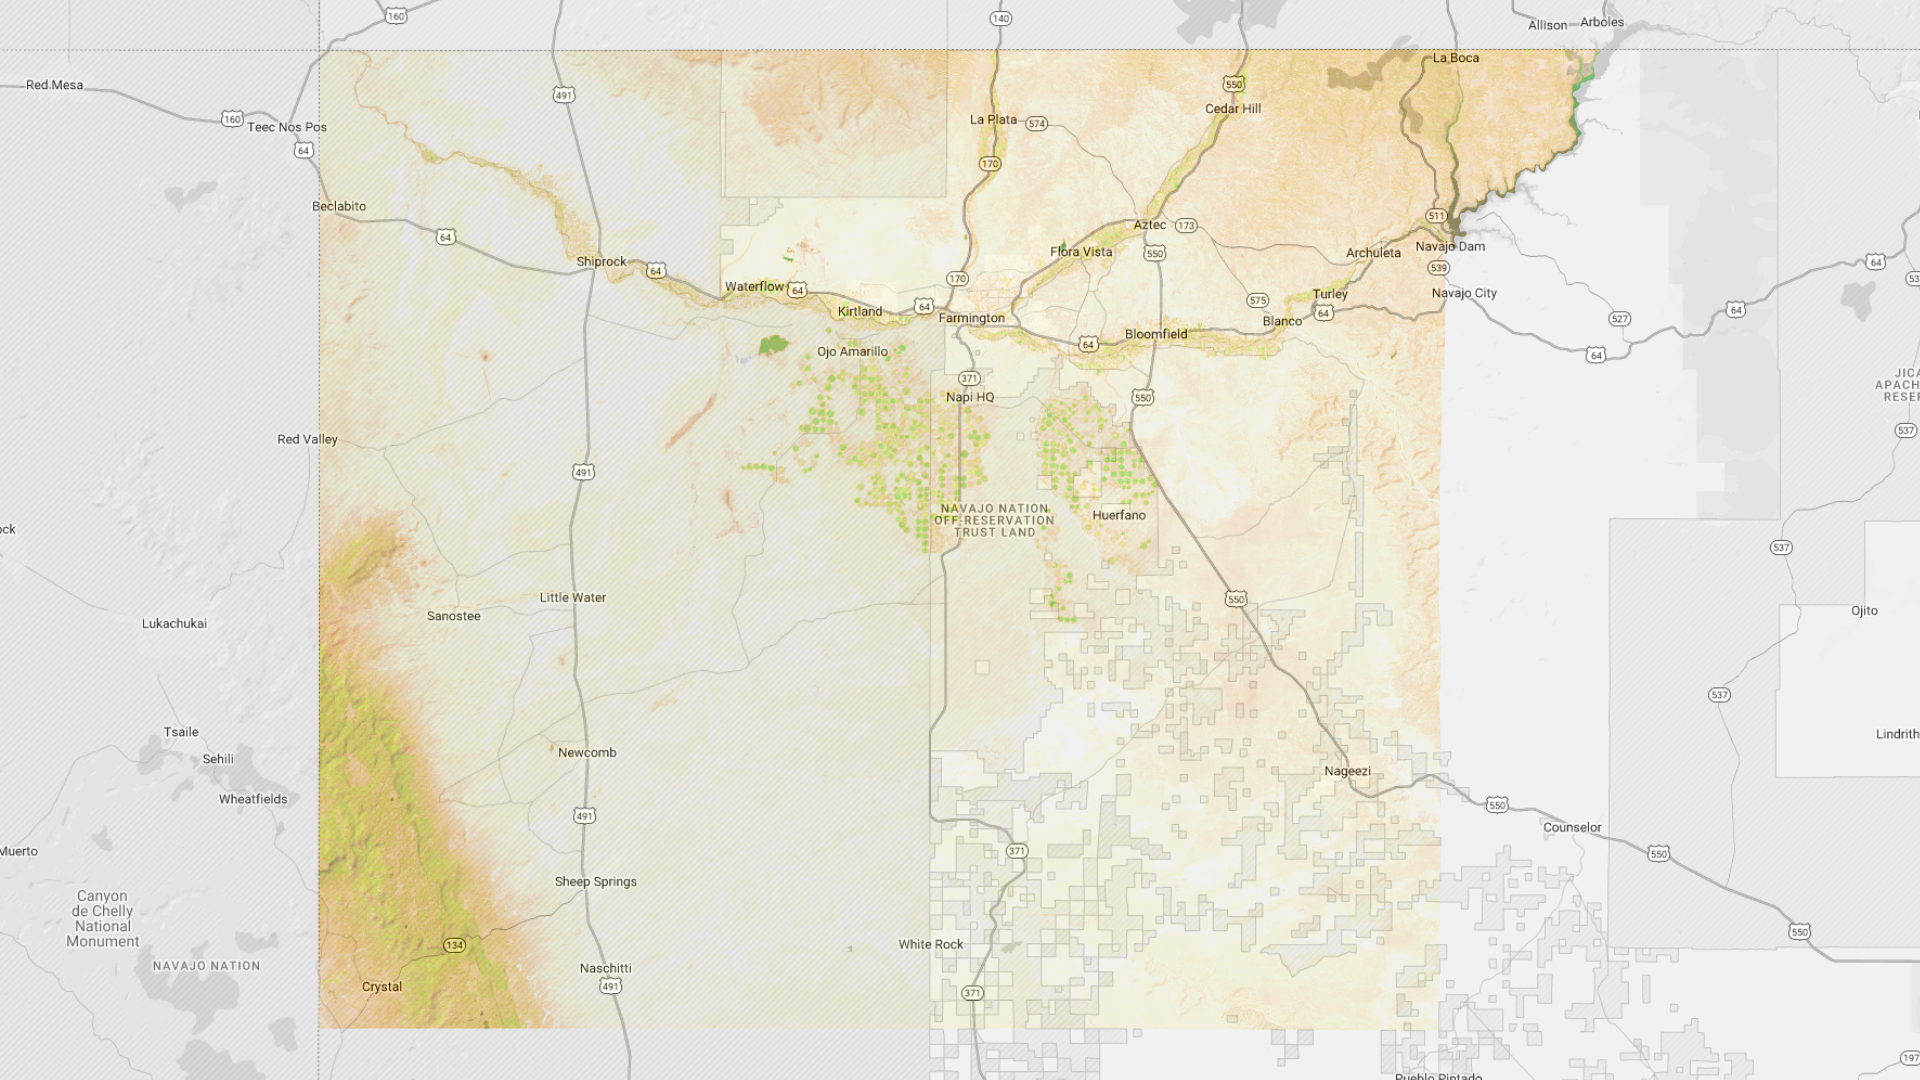 160
140
Allison
Arboles
La Boca
Red Mesa
550
491
Cedar Hill
160
Teec Nos Pos
La Plata
574
64
170
Beclabito
511
Aztec
173
64
Flora Vista
550
Archuleta
Navajo Dam
Shiprock
64
539
64
170
Waterflow
64
Turley
Navajo City
575
64
Kirtland
64
Farmington
Blanco
64
527
Bloomfield
64
Ojo Amarillo
64
371
JICA
APACH
RESER
Napi HQ
550
537
Red Valley
491
NAVAJO NATION
OFF-RESERVATION
TRUST LAND
Huerfano
ock
537
Little Water
550
Sanostee
Lukachukai
Ojito
537
Tsaile
Lindrith
Newcomb
Sehili
Nageezi
Wheatfields
550
491
Counselor
Muerto
371
550
Sheep Springs
Canyon
de Chelly
National
Monument
134
White Rock
550
NAVAJO NATION
Naschitti
Crystal
491
371
197
Pueblo Pintado